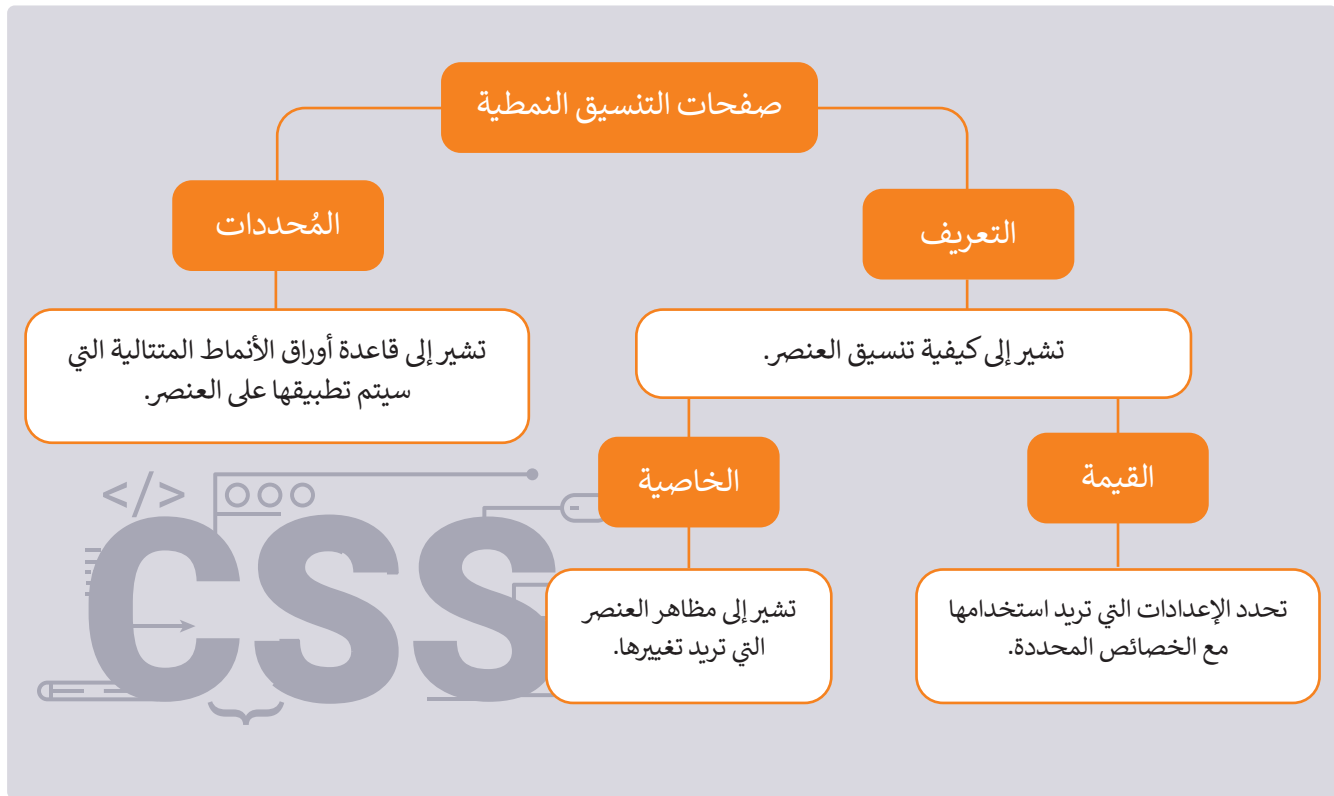 صفحات التنسيق النمطية
التعريف
المُحددات
تشير إلى كيفية تنسيق العنصر.
تشير إلى قاعدة أوراق الأنماط المتتالية التي
سيتم تطبيقها على العنصر.
القيمة
الخاصية
تحدد الإعدادات التي تريد استخدامها
مع الخصائص المحددة.
تشير إلى مظاهر العنصر
التي تريد تغييرها.
</>
CSS
{